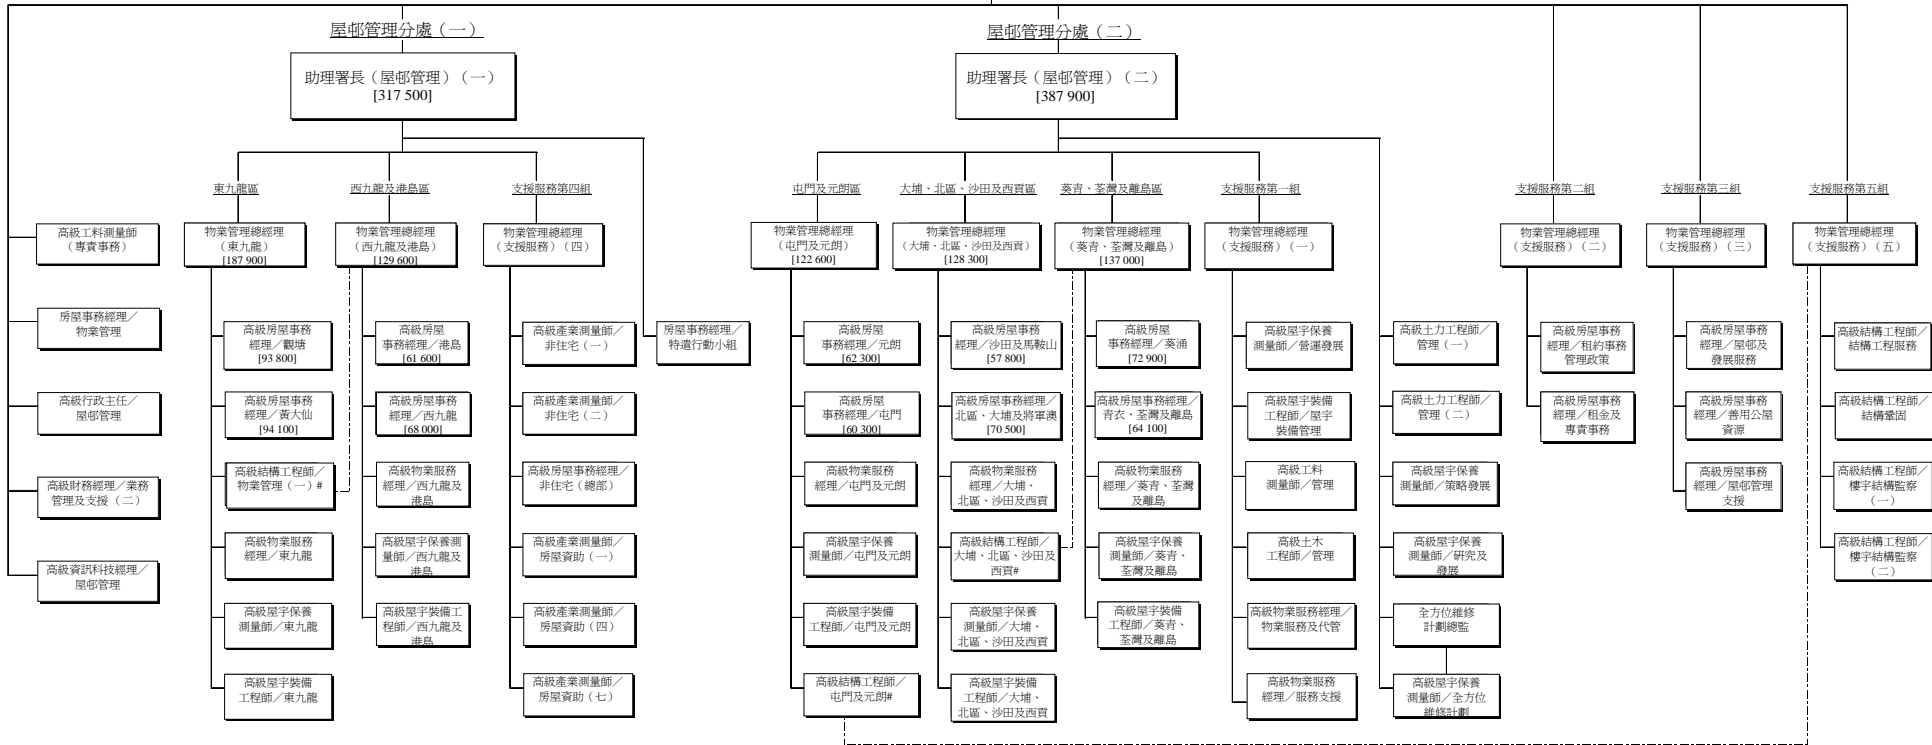 屋邨管理分處（一）
助理署長（屋邨管理）（一）
[317 500]
屋邨管理分處（二）
助理署長（屋邨管理）（二）
[387 900]
高級工料測量師
（專責事務）
房屋事務經理／
物業管理
高級行政主任／
屋邨管理
高級財務經理／業務
管理及支援（二）
高級資訊科技經理／
屋邨管理
東九龍區
物業管理總經理
（東九龍）
[187 900]
高級房屋事務
經理／觀塘
[93 800]
高級房屋事務
經理／黃大仙
[94 100]
高級結構工程師／
物業管理（一）#
高級物業服務
經理／東九龍
高級屋宇保養
測量師／東九龍
高級屋宇裝備
工程師／東九龍
西九龍及港島區
物業管理總經理
（西九龍及港島）
[129 600]
高級房屋
事務經理／港島
[61 600]
高級房屋事務
經理／西九龍
[68 000]
高級物業服務
經理／西九龍及
港島
高級屋宇保養測
量師／西九龍及
港島
高級屋宇裝備工
程師／西九龍及
港島
支援服務第四組
物業管理總經理
（支援服務）（四）
高級產業測量師／
非住宅（一）
高級產業測量師／
非住宅（二）
高級房屋事務經理／
非住宅（總部）
高級產業測量師／
房屋資助（一）
高級產業測量師／
房屋資助（四）
高級產業測量師／
房屋資助（七）
房屋事務經理／
特遣行動小組
屯門及元朗區
物業管理總經理
（屯門及元朗）
[122 600]
高級房屋
事務經理／元朗
[62 300]
高級房屋
事務經理／屯門
[60 300]
高級物業服務
經理／屯門及元朗
高級屋宇保養
測量師／屯門及元朗
高級屋宇裝備
工程師／屯門及元朗
高級結構工程師／
屯門及元朗#
大埔、北區、沙田及西貢區
物業管理總經理
（大埔、北區、沙田及西貢）
[128 300]
高級房屋事務
經理／沙田及馬鞍山
[57 800]
高級房屋事務經理／
北區、大埔及將軍澳
[70 500]
高級物業服務
經理／大埔、
北區、沙田及西貢
高級結構工程師／
大埔、北區、沙田及
西貢#
高級屋宇保養
測量師／大埔、
北區、沙田及西貢
高級屋宇裝備
工程師／大埔、
北區、沙田及西貢
葵青、荃灣及離島區
物業管理總經理
（葵青、荃灣及離島）
[137 000]
高級房屋
事務經理／葵涌
[72 900]
高級房屋事務經理／
青衣、荃灣及離島
[64 100]
高級物業服務
經理／葵青、荃灣
及離島
高級屋宇保養
測量師／葵青、
荃灣及離島
高級屋宇裝備
工程師／葵青、
荃灣及離島
支援服務第一組
物業管理總經理
（支援服務）（一）
高級屋宇保養
測量師／營運發展
高級屋宇裝備
工程師／屋宇
裝備管理
高級工料
測量師／管理
高級土木
工程師／管理
高級物業服務經理／
物業服務及代管
高級物業服務
經理／服務支援
高級土力工程師／
管理（一）
高級土力工程師／
管理（二）
高級屋宇保養
測量師／策略發展
高級屋宇保養
測量師／研究及
發展
全方位維修
計劃總監
高級屋宇保養
測量師／全方位
維修計劃
支援服務第二組
物業管理總經理
（支援服務）（二）
高級房屋事務
經理／租約事務
管理政策
高級房屋事務
經理／租金及
專責事務
支援服務第三組
物業管理總經理
（支援服務）（三）
高級房屋事務
經理／屋邨及
發展服務
高級房屋事務
經理／善用公屋
資源
高級房屋事務
經理／屋邨管理
支援
支援服務第五組
物業管理總經理
（支援服務）（五）
高級結構工程師／
結構工程服務
高級結構工程師／
結構鞏固
高級結構工程師／
樓宇結構監察
（一）
高級結構工程師／
樓宇結構監察
（二）